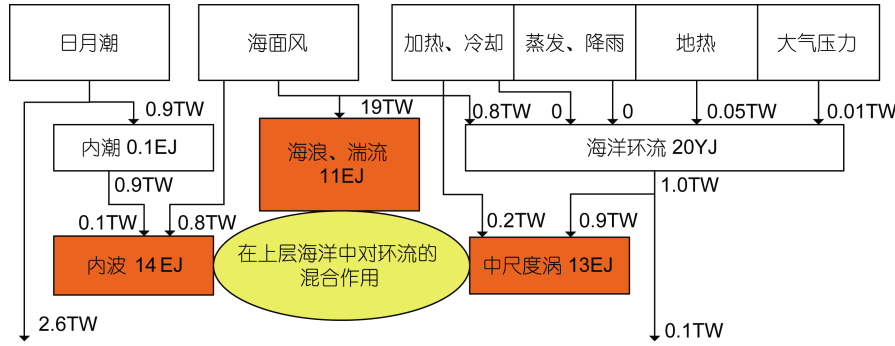 日月潮
海面风
加热、冷却
蒸发、降雨
地热
大气压力
0.9TW
19TW
0.8TW
0
0
0.05TW
0.01TW
内潮 0.1EJ
海浪、湍流
11EJ
海洋环流 20YJ
0.9TW
1.0TW
0.1TW
0.8TW
0.2TW
0.9TW
内波 14EJ
在上层海洋中对环流的
混合作用
中尺度涡 13EJ
2.6TW
0.1TW